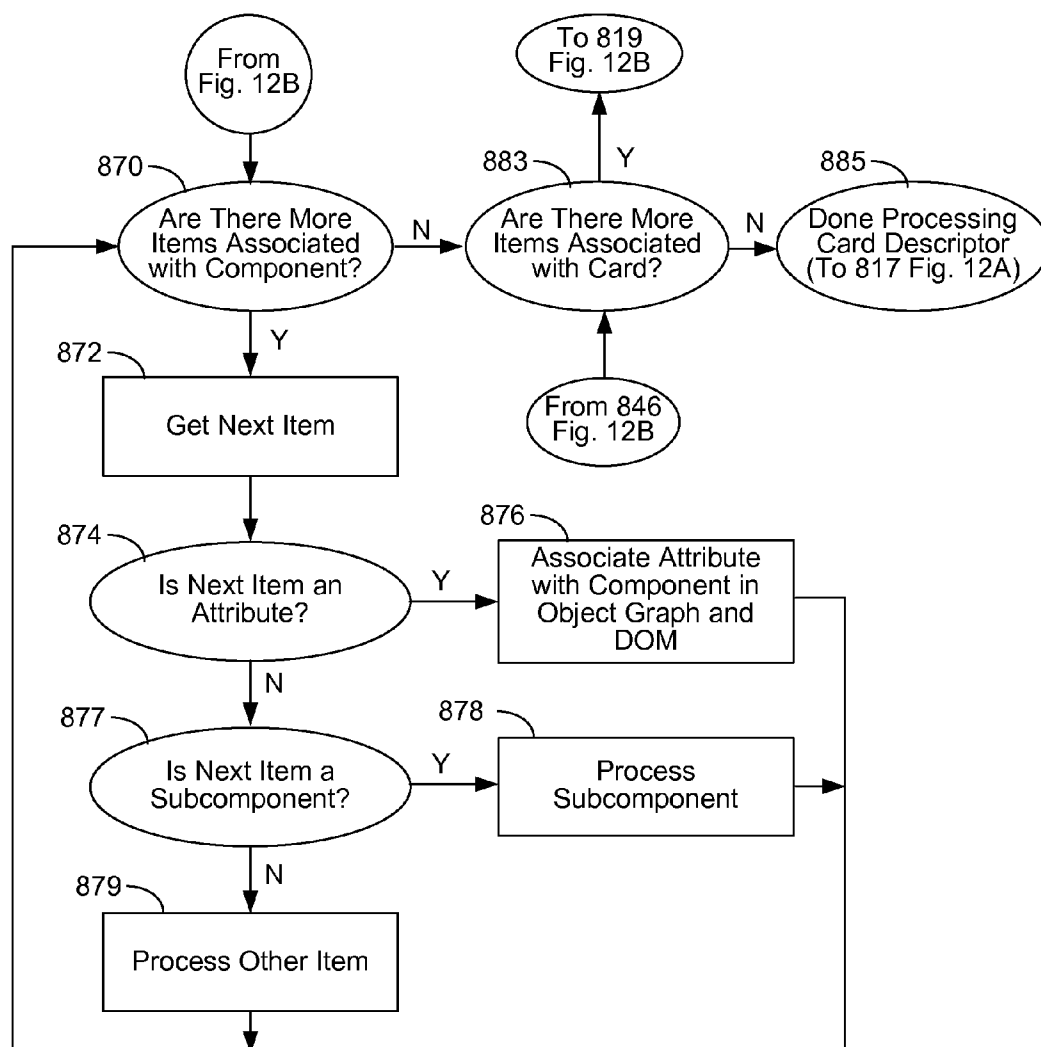 From
Fig. 12B
To 819
Fig. 12B
870
Are There More
Items Associated
with Component?
N
883
Y
Are There More
Items Associated
with Card?
N
885
Done Processing
Card Descriptor
(To 817 Fig. 12A)
Y
872
Get Next Item
From 846
Fig. 12B
874
Is Next Item an
Attribute?
Y
876
Associate Attribute
with Component in
Object Graph and
DOM
N
877
Is Next Item a
Subcomponent?
Y
878
Process
Subcomponent
N
879
Process Other Item